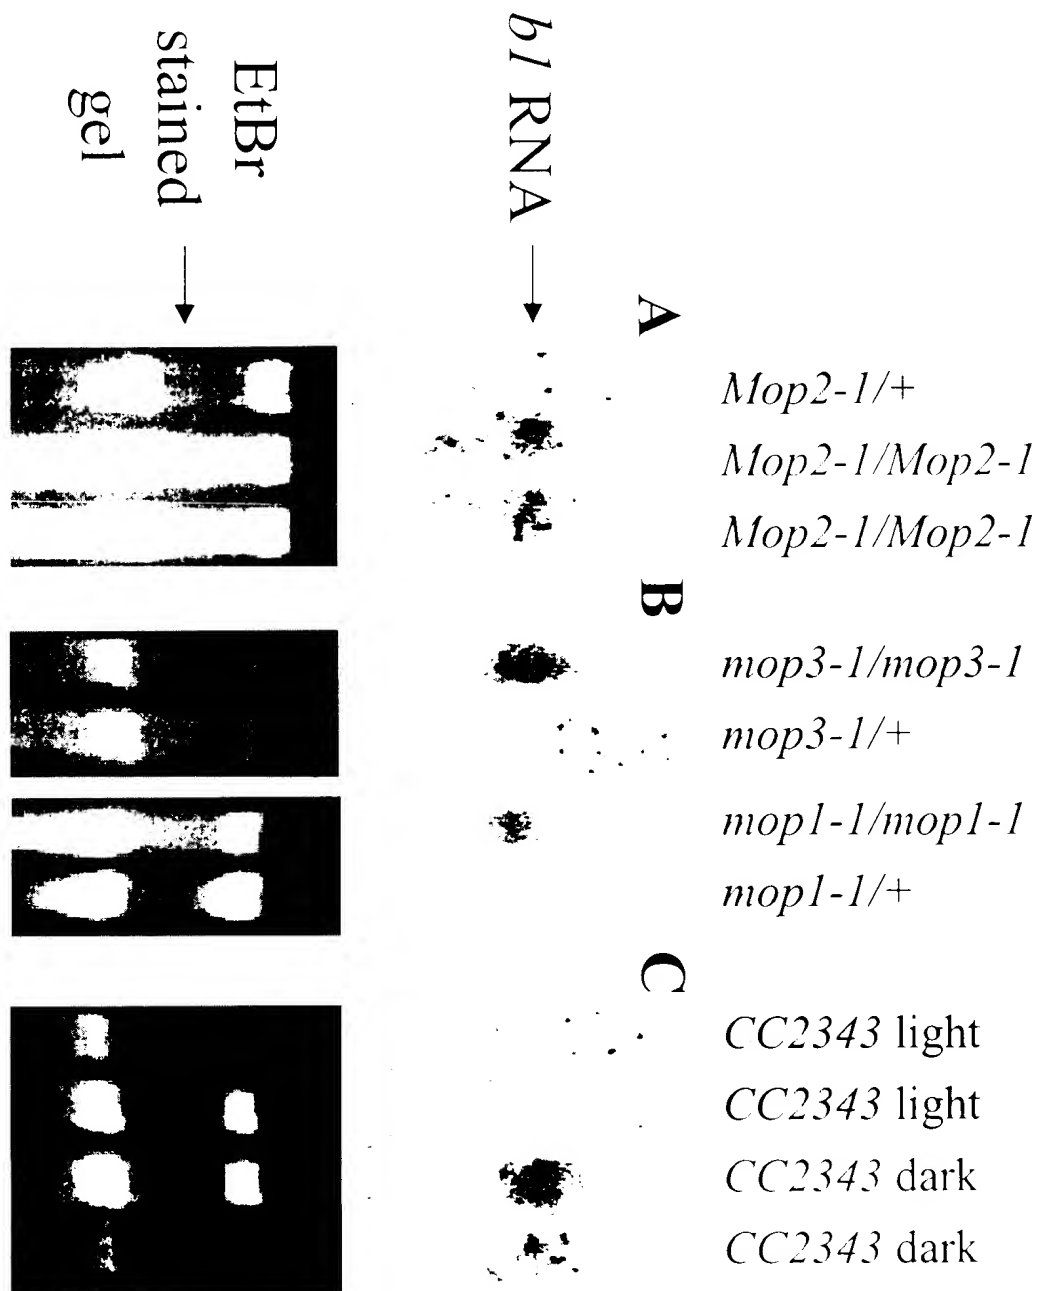 A
Mop2-1/+
Mop2-1/Mop2-1
Mop2-1/Mop2-1
B
mop3-1/mop3-1
mop3-1/+
mop1-1/mop1-1
mop1-1/+
C
CC2343 light
CC2343 light
CC2343 dark
CC2343 dark
b1 RNA
EtBr
stained
gel